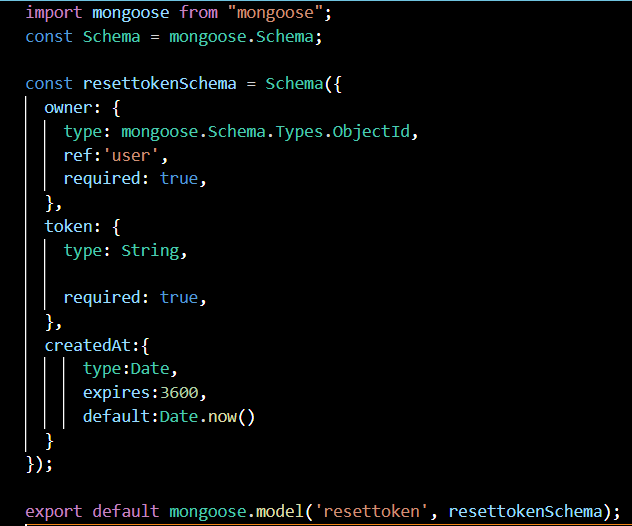 import mongoose from "mongoose";
const Schema = mongoose.Schema;
const resettokenSchema = Schema({
owner: {
type: mongoose.Schema.Types.ObjectId,
ref:'user',
required: true,
},
token: {
type: String,
required: true,
},
createdAt:{
type:Date,
expires:3600,
default:Date.now()
}
});
export default mongoose.model('resettoken', resettokenSchema);